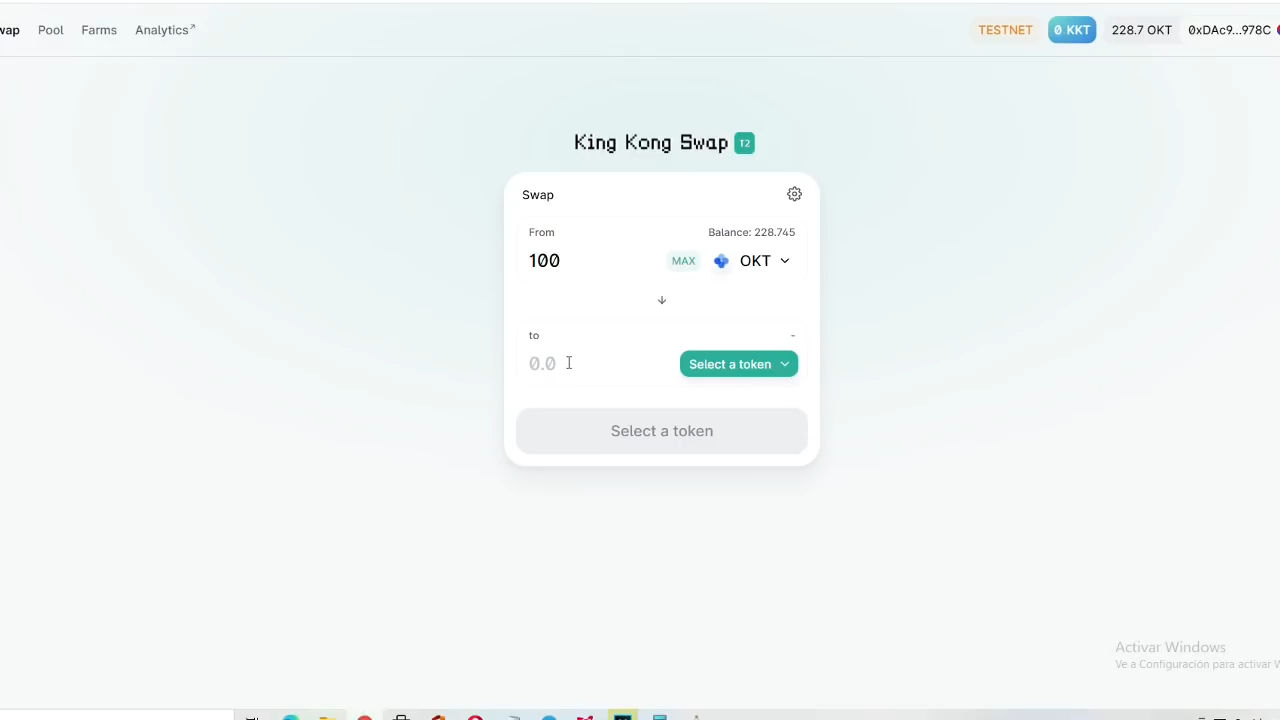 wap Pool Farms Analytics↗ TESTNET 0 KKT 228.7 OKT 0xDAc9...978C
King Kong Swap T2
Swap
From Balance: 228.745
100 MAX OKT
to -
0.0 Select a token
Select a token
Activar Windows
Ve a Configuración para activar W